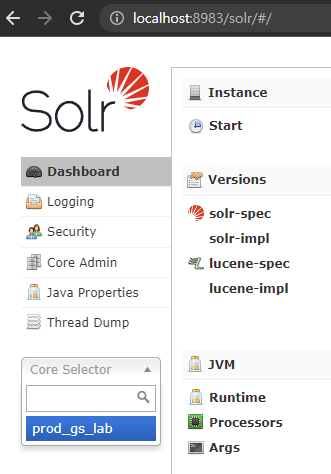 localhost:8983/solr/#/
Solr
Dashboard
Logging
Security
Core Admin
Java Properties
Thread Dump
Core Selector
prod_gs_lab
Instance
Start
Versions
solr-spec
solr-impl
lucene-spec
lucene-impl
JVM
Runtime
Processors
Args